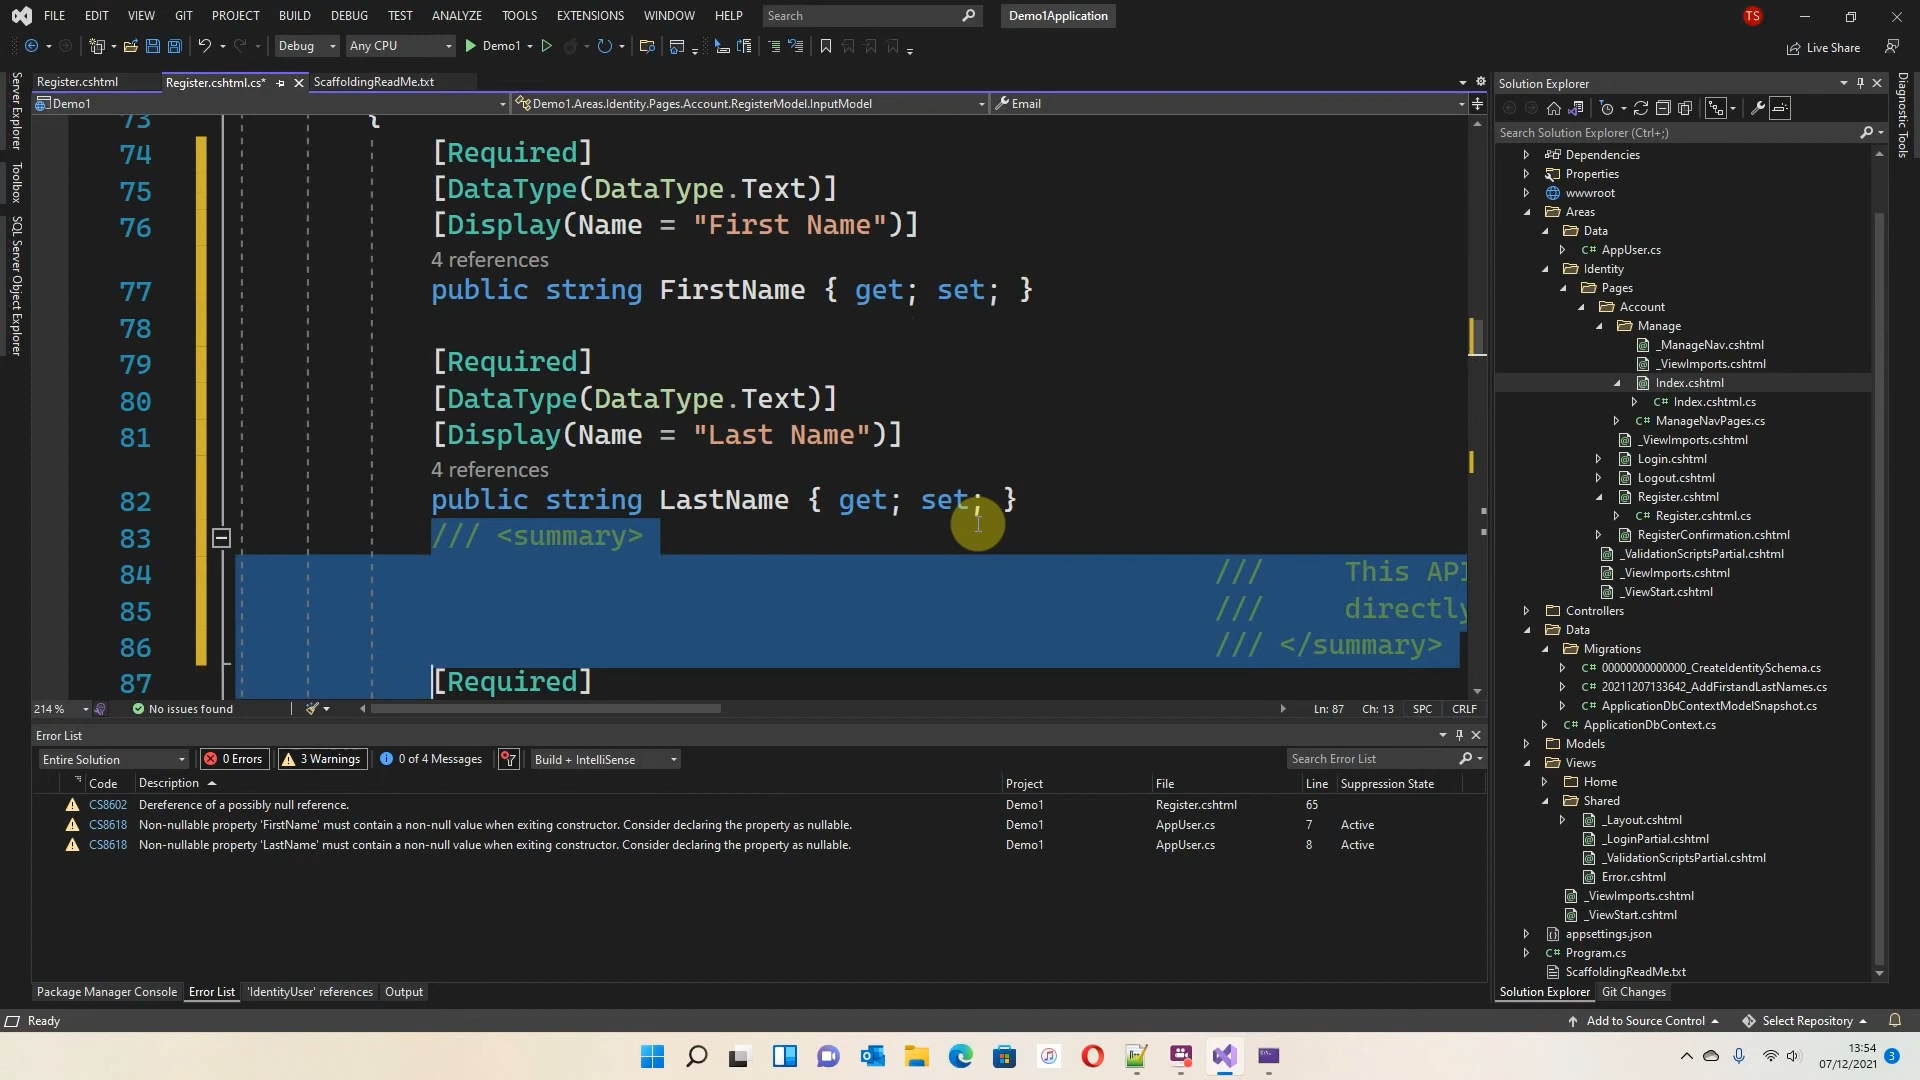 FILE EDIT VIEW GIT PROJECT BUILD DEBUG TEST ANALYZE TOOLS EXTENSIONS WINDOW HELP Search Demo1Application TS
Debug Any CPU Demo1 Live Share
Register.cshtml Register.cshtml.cs* ScaffoldingReadMe.txt
Demo1 Demo1.Areas.Identity.Pages.Account.RegisterModel.InputModel Email
Server Explorer
Toolbox
SQL Server Object Explorer
73 {
74 [Required]
75 [DataType(DataType.Text)]
76 [Display(Name = "First Name")]
4 references
77 public string FirstName { get; set; }
78
79 [Required]
80 [DataType(DataType.Text)]
81 [Display(Name = "Last Name")]
4 references
82 public string LastName { get; set; }
83 /// <summary>
84 /// This API
85 /// directly
86 /// </summary>
87 [Required]
214 % No issues found Ln: 87 Ch: 13 SPC CRLF
Error List
Entire Solution 0 Errors 3 Warnings 0 of 4 Messages Build + IntelliSense Search Error List
Code Description Project File Line Suppression State
CS8602 Dereference of a possibly null reference. Demo1 Register.cshtml 65
CS8618 Non-nullable property 'FirstName' must contain a non-null value when exiting constructor. Consider declaring the property as nullable. Demo1 AppUser.cs 7 Active
CS8618 Non-nullable property 'LastName' must contain a non-null value when exiting constructor. Consider declaring the property as nullable. Demo1 AppUser.cs 8 Active
Package Manager Console Error List 'IdentityUser' references Output
Solution Explorer
Search Solution Explorer (Ctrl+;)
Dependencies
Properties
wwwroot
Areas
Data
C# AppUser.cs
Identity
Pages
Account
Manage
_ManageNav.cshtml
_ViewImports.cshtml
Index.cshtml
C# Index.cshtml.cs
C# ManageNavPages.cs
_ViewImports.cshtml
Login.cshtml
Logout.cshtml
Register.cshtml
C# Register.cshtml.cs
RegisterConfirmation.cshtml
_ValidationScriptsPartial.cshtml
_ViewImports.cshtml
_ViewStart.cshtml
Controllers
Data
Migrations
C# 00000000000000_CreateIdentitySchema.cs
C# 20211207133642_AddFirstandLastNames.cs
C# ApplicationDbContextModelSnapshot.cs
C# ApplicationDbContext.cs
Models
Views
Home
Shared
_Layout.cshtml
_LoginPartial.cshtml
_ValidationScriptsPartial.cshtml
Error.cshtml
_ViewImports.cshtml
_ViewStart.cshtml
appsettings.json
C# Program.cs
ScaffoldingReadMe.txt
Solution Explorer Git Changes
Diagnostic Tools
Ready Add to Source Control Select Repository
13:54
07/12/2021 3